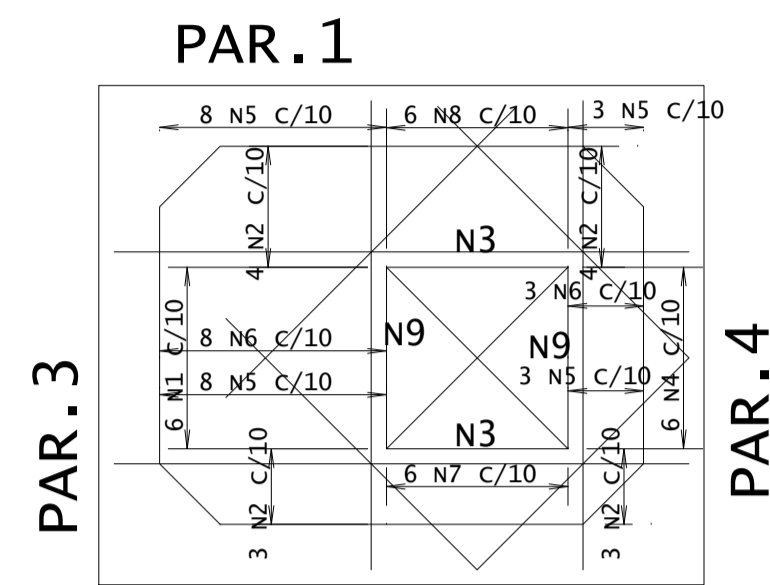 PAR.1
8 N5 C/10
6 N8 C/10
3 N5 C/10
4 N2 C/10
4 N2 C/10
N3
3 N6 C/10
PAR.3
6 N1 C/10
8 N6 C/10
N9
N9
6 N4 C/10
PAR.4
8 N5 C/10
3 N5 C/10
N3
3 N2 C/10
6 N7 C/10
3 N2 C/10